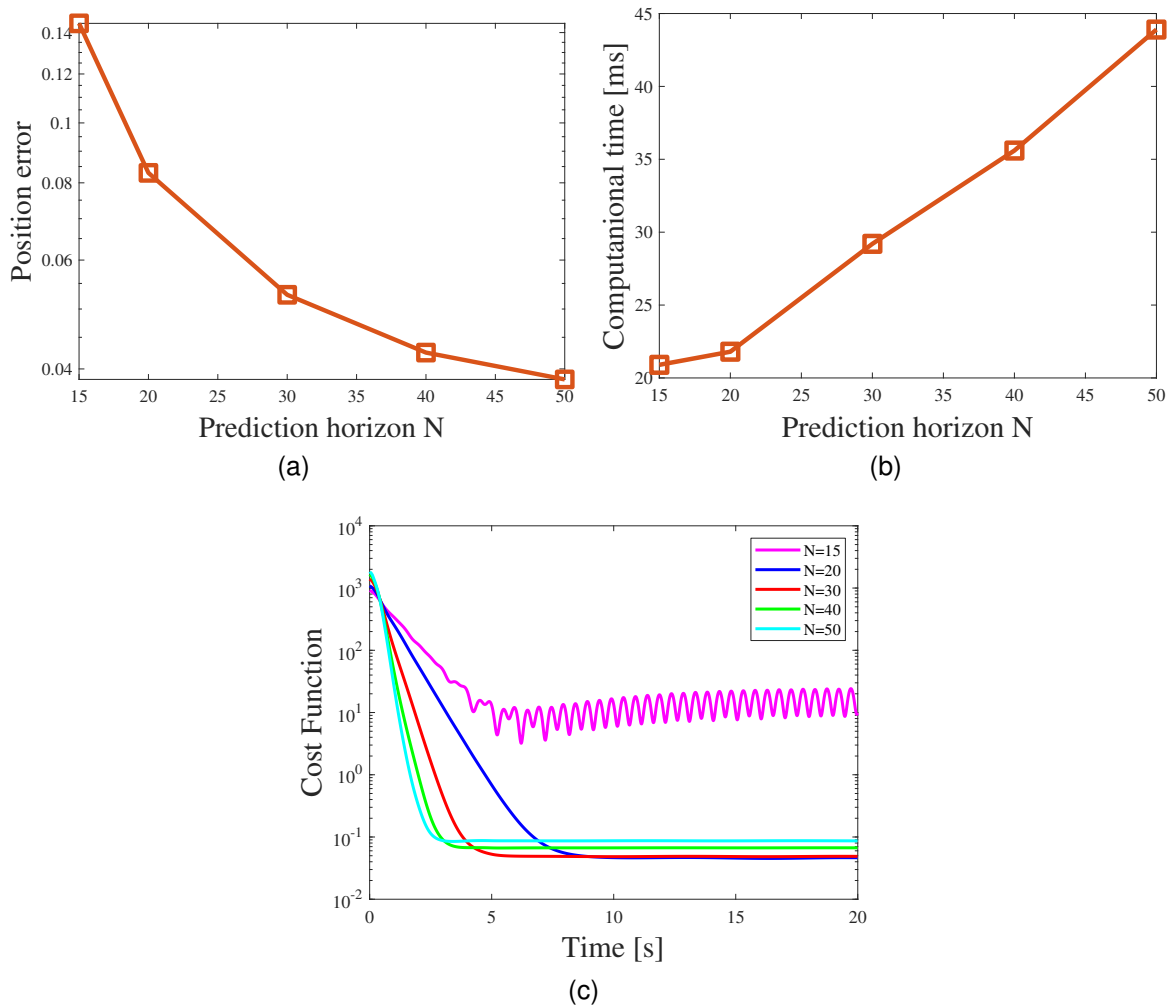 0.14
0.12
0.1
0.08
0.06
0.04
Position error
15 20 25 30 35 40 45 50
Prediction horizon N
(a)
45
40
35
30
25
20
Computanional time [ms]
15 20 25 30 35 40 45 50
Prediction horizon N
(b)
10^4
10^3
10^2
10^1
10^0
10^-1
10^-2
Cost Function
N=15
N=20
N=30
N=40
N=50
0 5 10 15 20
Time [s]
(c)